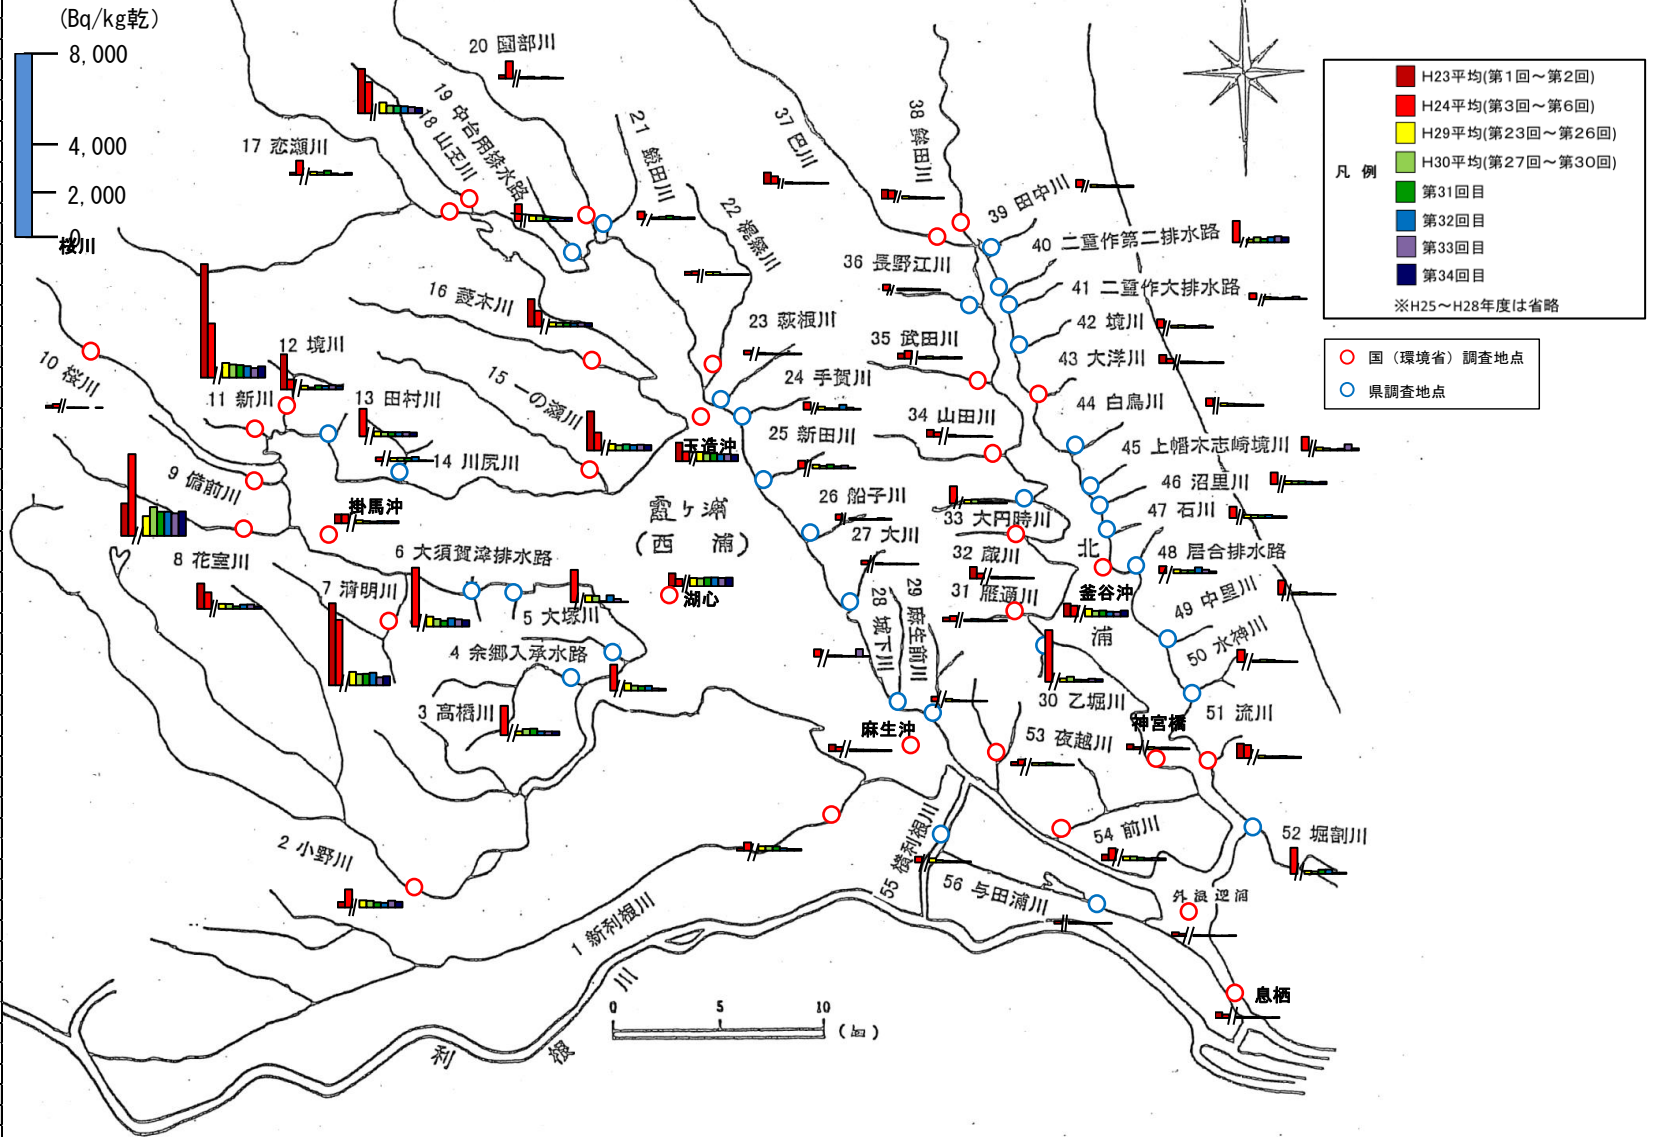 (Bq/kg乾)
8,000
4,000
2,000
0
桜川
20 園部川
19 中台用排水路
18 山王川
17 恋瀬川
21 鎌田川
22 梶無川
37 巴川
38 鉾田川
39 田中川
40 二重作第二排水路
36 長野江川
41 二重作大排水路
16 菱木川
23 萩根川
42 境川
35 武田川
43 大洋川
12 境川
10 桜川
15 一の瀬川
24 手賀川
44 白鳥川
11 新川
13 田村川
34 山田川
玉造沖
25 新田川
45 上幡木志崎境川
14 川尻川
9 備前川
46 沼里川
掛馬沖
霞ヶ浦
(西 浦)
26 船子川
47 石川
33 大円時川
27 大川
6 大須賀津排水路
32 蔵川
北
48 居合排水路
8 花室川
7 清明川
湖心
31 雁通川
釜谷沖
49 中里川
5 大塚川
28 城下川
29 麻生前川
浦
50 水神川
4 余郷入承水路
30 乙堀川
51 流川
3 高橋川
神宮橋
麻生沖
53 夜越川
2 小野川
55 横利根川
54 前川
52 堀割川
56 与田浦川
外浪逆浦
1 新利根川
息栖
利
根
川
0 5 10
(㎞)
凡 例
H23平均(第1回～第2回)
H24平均(第3回～第6回)
H29平均(第23回～第26回)
H30平均(第27回～第30回)
第31回目
第32回目
第33回目
第34回目
※H25～H28年度は省略
国（環境省）調査地点
県調査地点